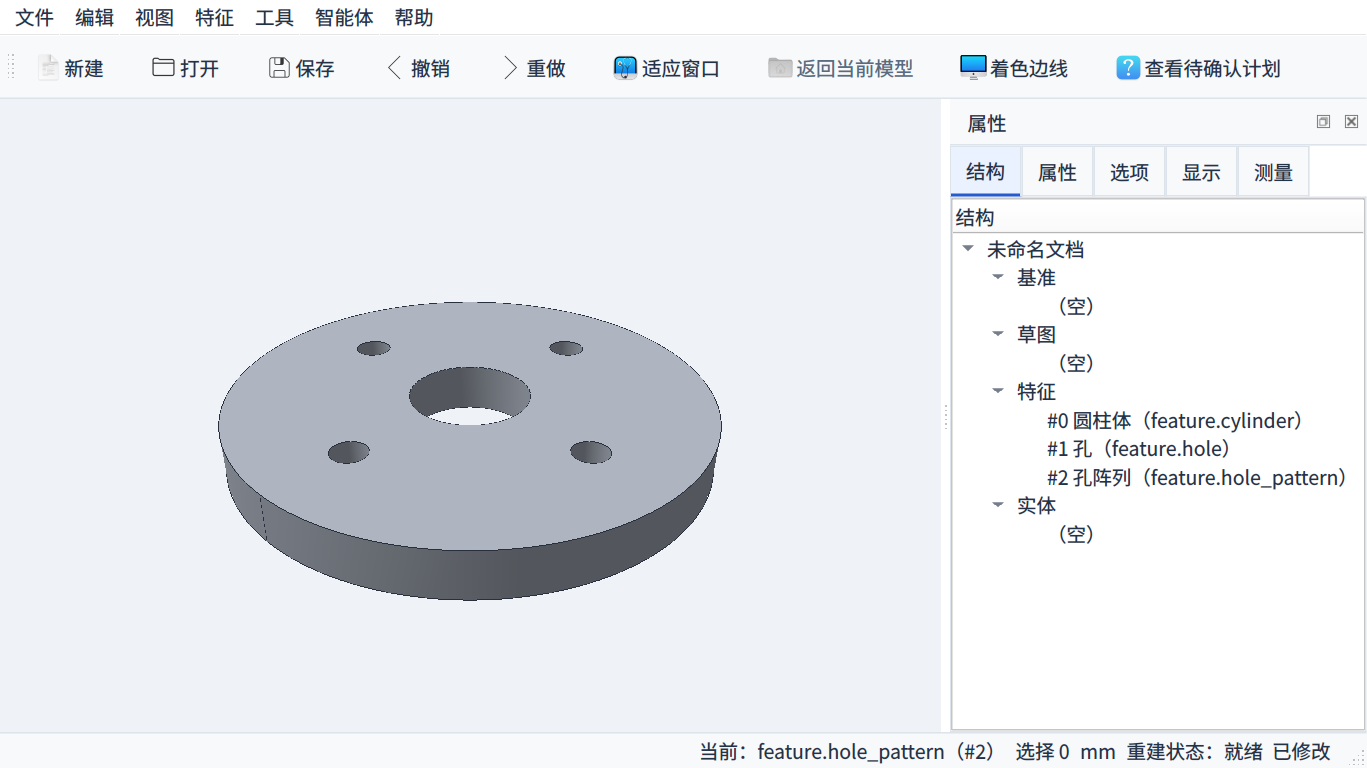 文件 编辑 视图 特征 工具 智能体 帮助
新建 打开 保存 撤销 重做 适应窗口 返回当前模型 着色边线 ? 查看待确认计划
属性
结构 属性 选项 显示 测量
结构
未命名文档
基准
（空）
草图
（空）
特征
#0 圆柱体（feature.cylinder）
#1 孔（feature.hole）
#2 孔阵列（feature.hole_pattern）
实体
（空）
当前：feature.hole_pattern（#2） 选择 0 mm 重建状态：就绪 已修改